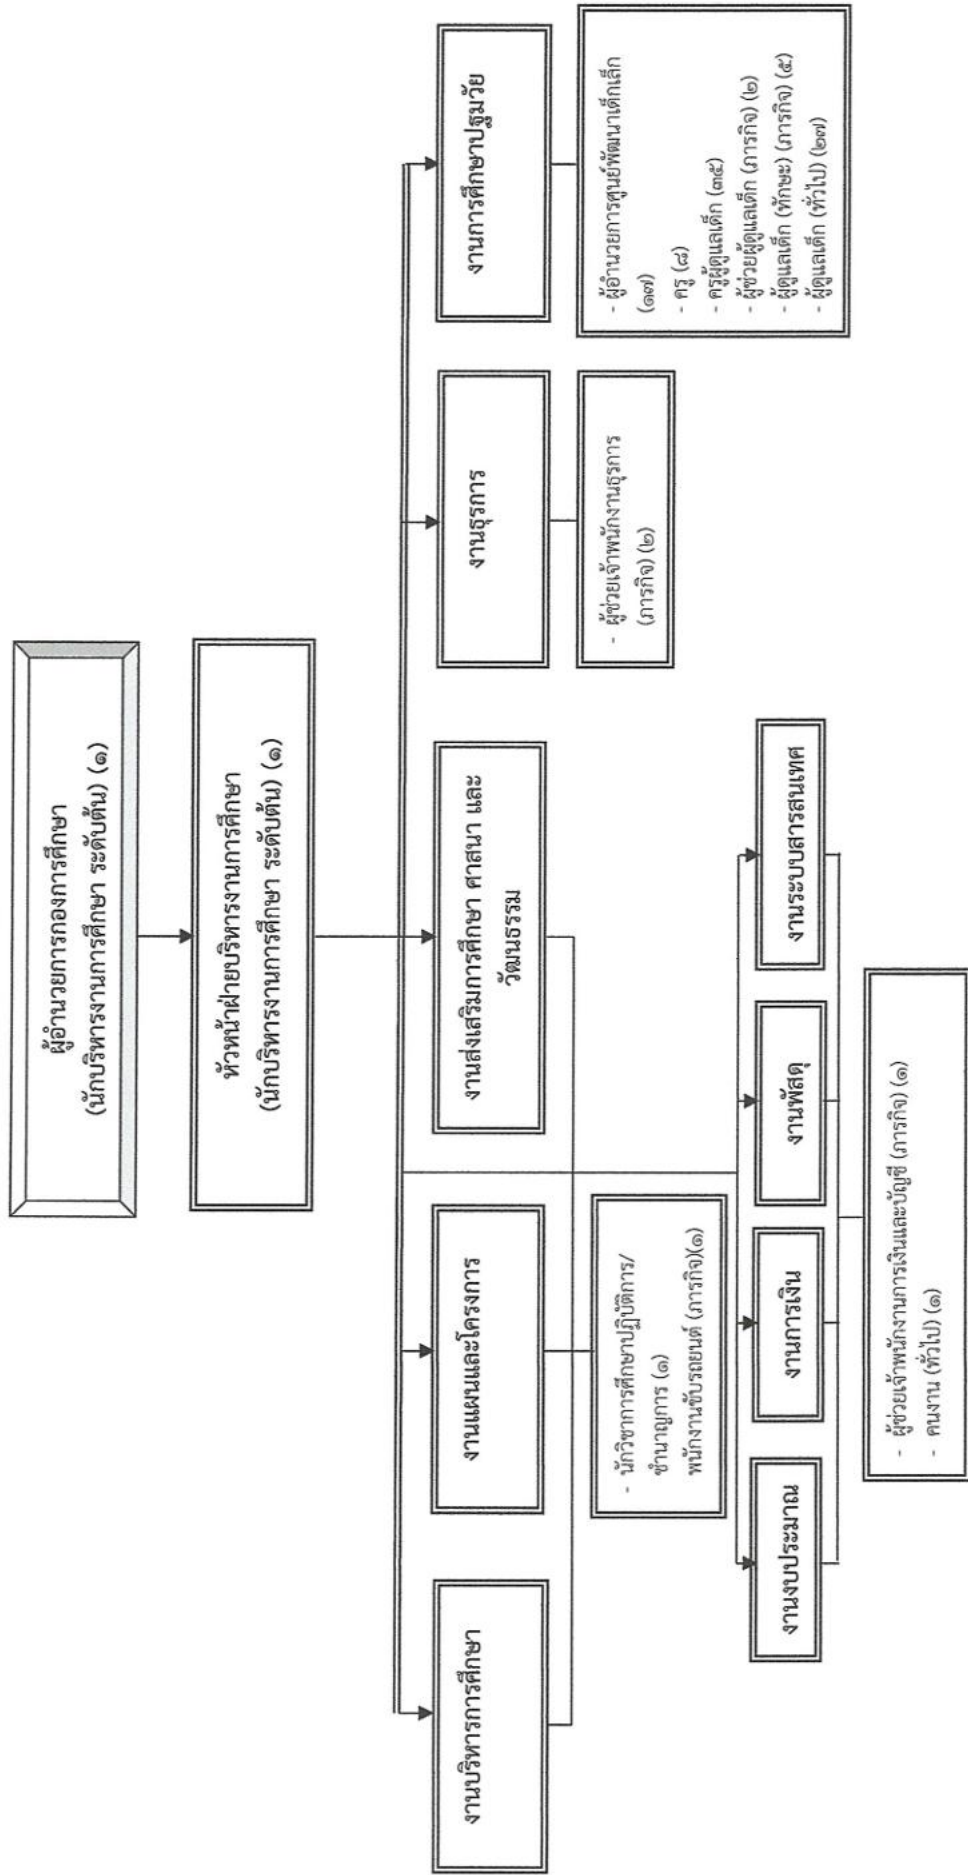 ผู้อำนวยการกองการศึกษา
(นักบริหารงานการศึกษา ระดับต้น) (๑)
หัวหน้าฝ่ายบริหารงานการศึกษา
(นักบริหารงานการศึกษา ระดับต้น) (๑)
งานบริหารการศึกษา
งานแผนและโครงการ
งานส่งเสริมการศึกษา ศาสนา และ
วัฒนธรรม
งานธุรการ
งานการศึกษาปฐมวัย
- นักวิชาการศึกษาปฏิบัติการ/
ชำนาญการ (๑)
พนักงานขับรถยนต์ (ภารกิจ)(๑)
- ผู้ช่วยเจ้าพนักงานธุรการ
(ภารกิจ) (๒)
- ผู้อำนวยการศูนย์พัฒนาเด็กเล็ก
(๑๗)
- ครู (๘)
- ครูผู้ดูแลเด็ก (๓๕)
- ผู้ช่วยผู้ดูแลเด็ก (ภารกิจ) (๒)
- ผู้ดูแลเด็ก (ทักษะ) (ภารกิจ) (๕)
- ผู้ดูแลเด็ก (ทั่วไป) (๒๗)
งานงบประมาณ
งานการเงิน
งานพัสดุ
งานระบบสารสนเทศ
- ผู้ช่วยเจ้าพนักงานการเงินและบัญชี (ภารกิจ) (๑)
- คนงาน (ทั่วไป) (๑)